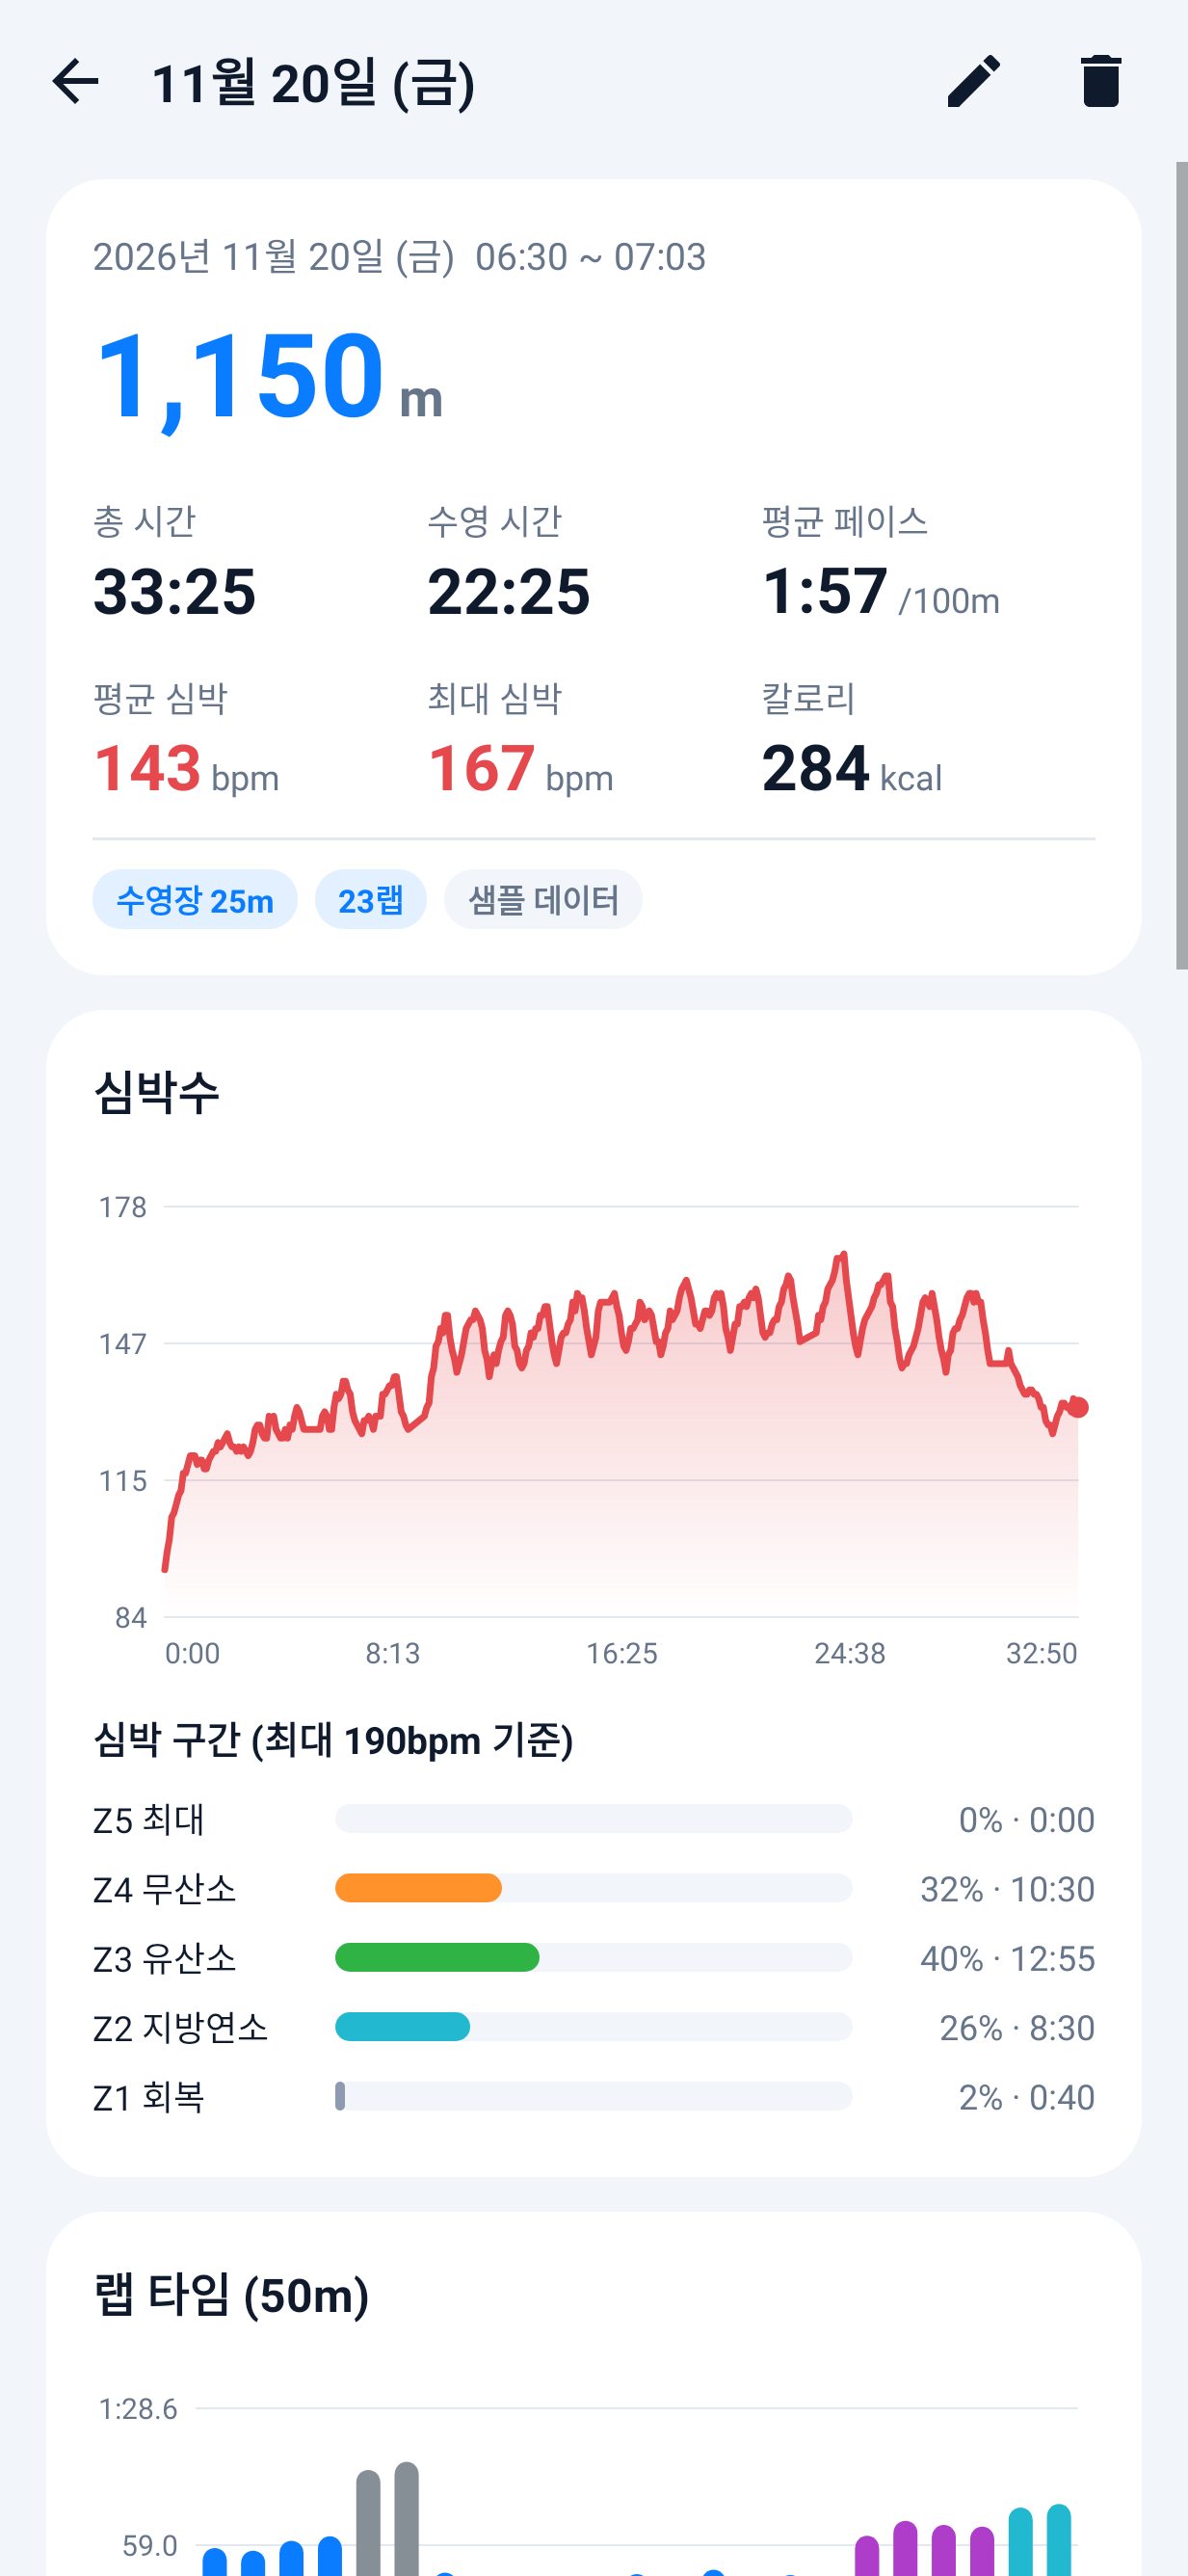 11월 20일 (금)
2026년 11월 20일 (금) 06:30 ~ 07:03
1,150 m
총 시간 수영 시간 평균 페이스
33:25 22:25 1:57 /100m
평균 심박 최대 심박 칼로리
143 bpm 167 bpm 284 kcal
수영장 25m 23랩 샘플 데이터
심박수
178
147
115
84
0:00 8:13 16:25 24:38 32:50
심박 구간 (최대 190bpm 기준)
Z5 최대 0% · 0:00
Z4 무산소 32% · 10:30
Z3 유산소 40% · 12:55
Z2 지방연소 26% · 8:30
Z1 회복 2% · 0:40
랩 타임 (50m)
1:28.6
59.0